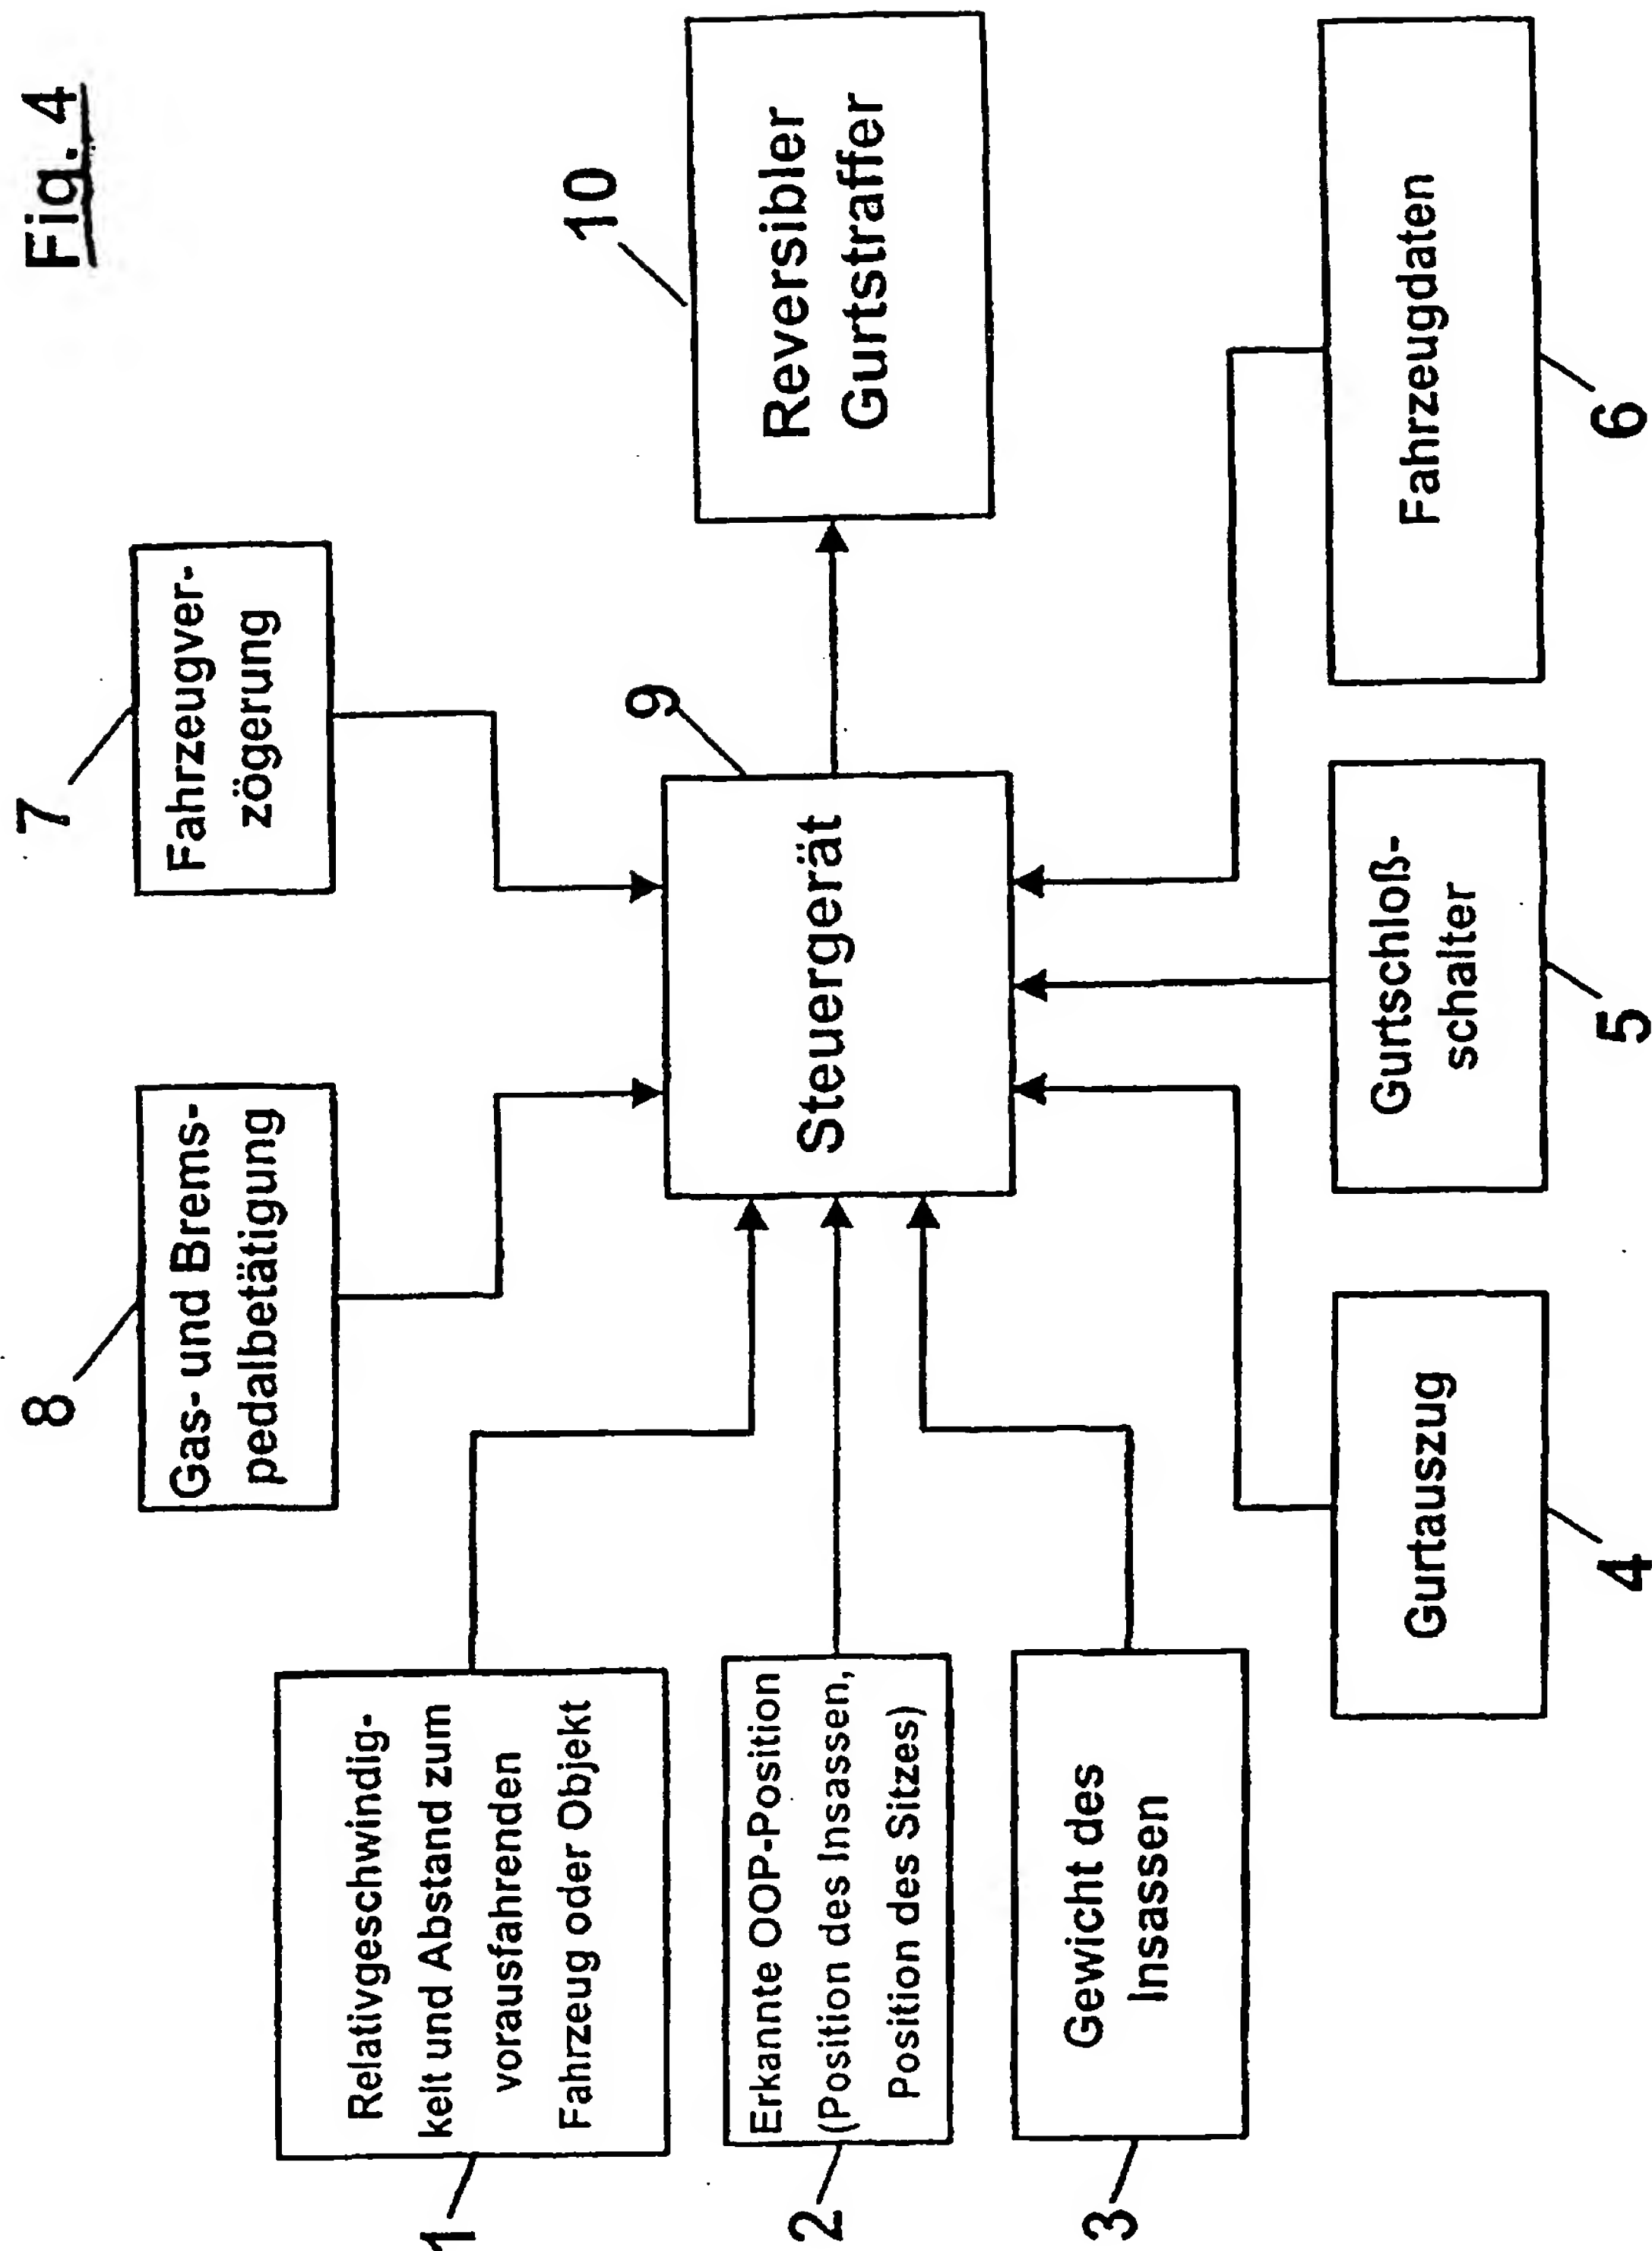 Fig. 4
8
Gas- und Brems-
pedalbetätigung
7
Fahrzeugver-
zögerung
1
Relativgeschwindig-
keit und Abstand zum
vorausfahrenden
Fahrzeug oder Objekt
2
Erkannte OOP-Position
(Position des Insassen,
Position des Sitzes)
3
Gewicht des
Insassen
9
Steuergerät
10
Reversibler
Gurtstraffer
Gurtauszug
4
Gurtschloß-
schalter
5
Fahrzeugdaten
6